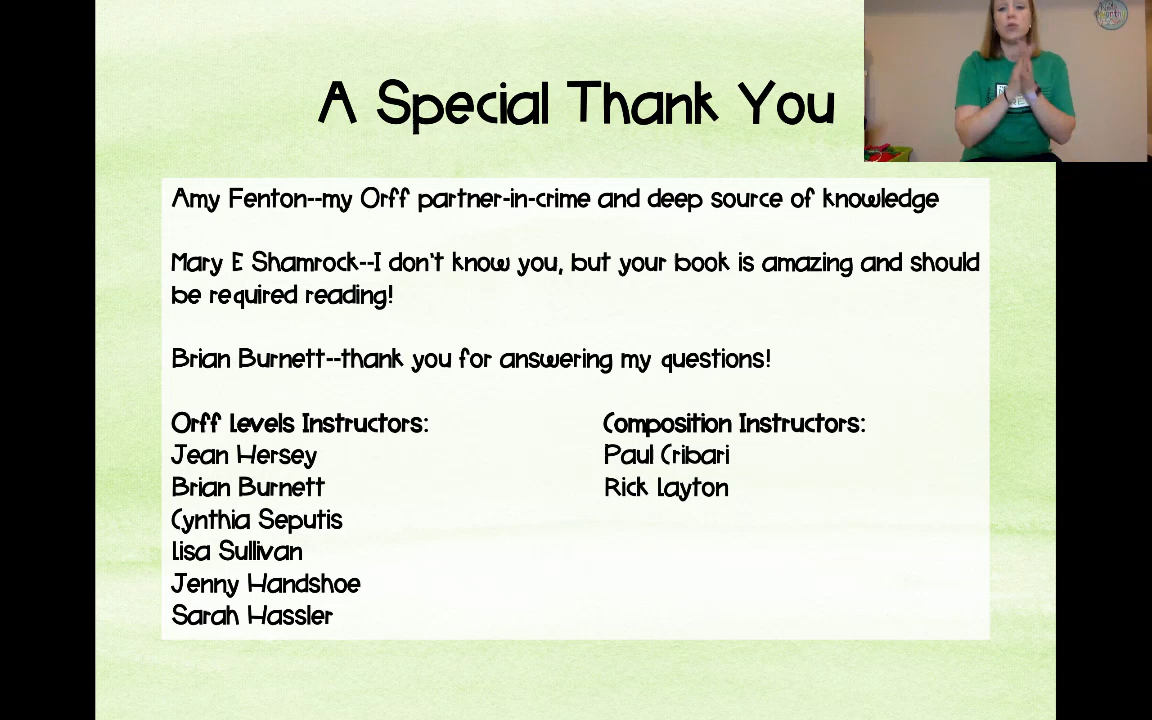 A Special Thank You
Amy Fenton--my Orff partner-in-crime and deep source of knowledge
Mary E Shamrock--I don't know you, but your book is amazing and should
be required reading!
Brian Burnett--thank you for answering my questions!
Orff Levels Instructors:
Jean Hersey
Brian Burnett
Cynthia Seputis
Lisa Sullivan
Jenny Handshoe
Sarah Hassler
Composition Instructors:
Paul Cribari
Rick Layton